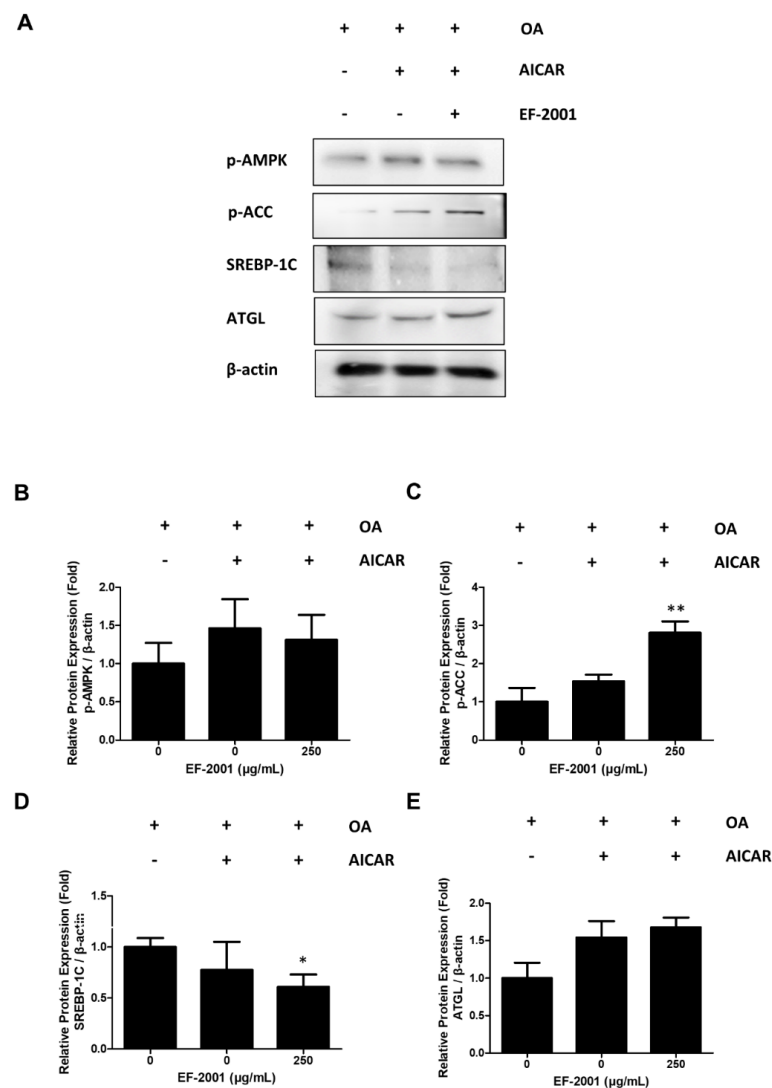 A
+ + + OA
- + + AICAR
- - + EF-2001
p-AMPK
p-ACC
SREBP-1C
ATGL
β-actin
B
+ + + OA
- + + AICAR
Relative Protein Expression (Fold)
p-AMPK / β-actin
2.0
1.5
1.0
0.5
0.0
0 0 250
EF-2001 (µg/mL)
C
+ + + OA
- + + AICAR
Relative Protein Expression (Fold)
p-ACC / β-actin
4
3
2
1
0
**
0 0 250
EF-2001 (µg/mL)
D
+ + + OA
- + + AICAR
Relative Protein Expression (Fold)
SREBP-1C / β-actin
1.5
1.0
0.5
0.0
*
0 0 250
EF-2001 (µg/mL)
E
+ + + OA
- + + AICAR
Relative Protein Expression (Fold)
ATGL / β-actin
2.0
1.5
1.0
0.5
0.0
0 0 250
EF-2001 (µg/mL)